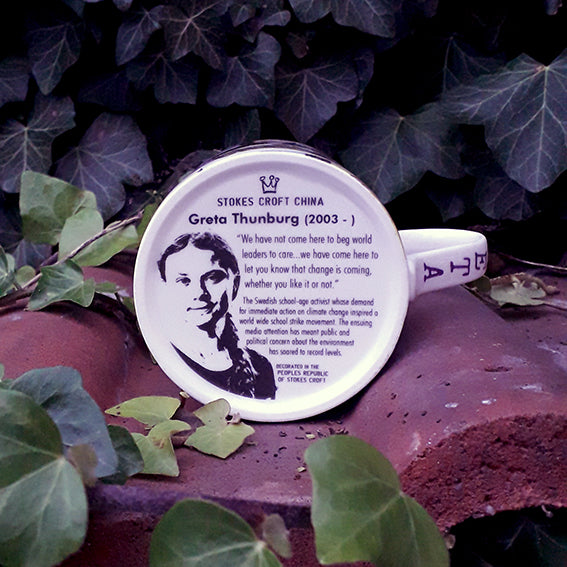 STOKES CROFT CHINA
Greta Thunburg (2003 - )
“We have not come here to beg world
leaders to care...we have come here to
let you know that change is coming,
whether you like it or not.”
The Swedish school-age activist whose demand
for immediate action on climate change inspired a
world wide school strike movement. The ensuing
media attention has meant public and
political concern about the environment
has soared to record levels.
DECORATED IN THE
PEOPLES REPUBLIC
OF STOKES CROFT
ETA